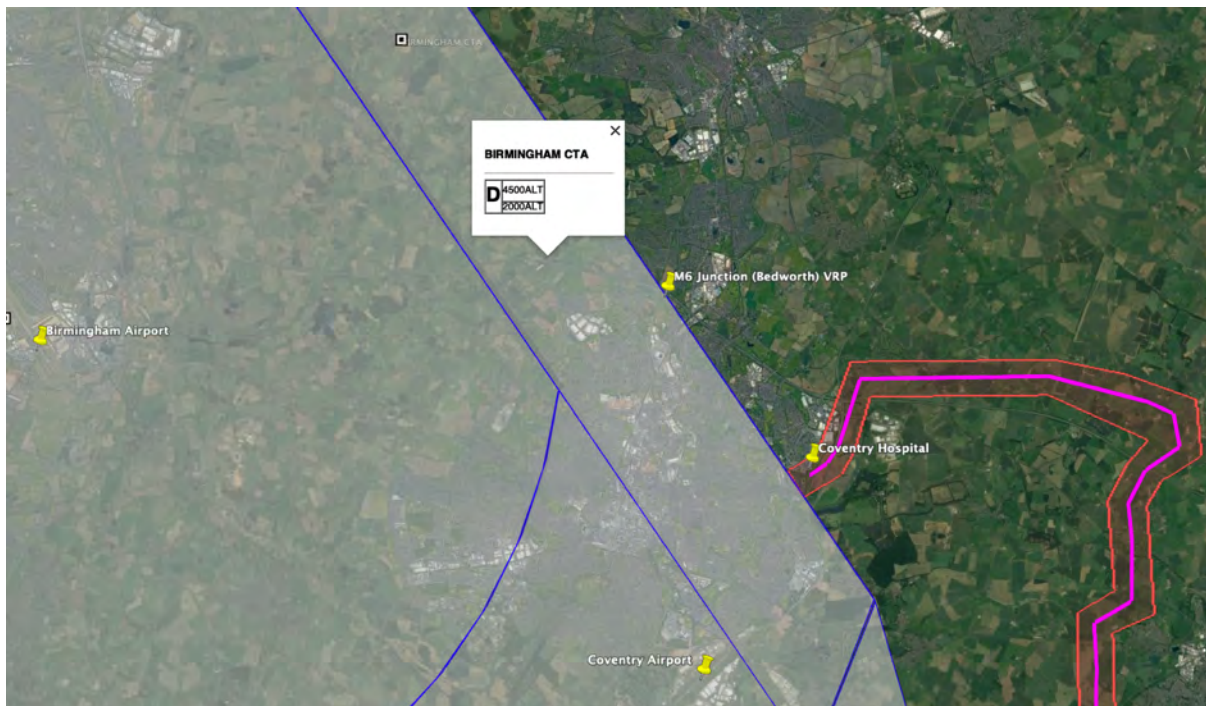 BIRMINGHAM CTA
BIRMINGHAM CTA
D
4500ALT
2000ALT
M6 Junction (Bedworth) VRP
Birmingham Airport
Coventry Hospital
Coventry Airport